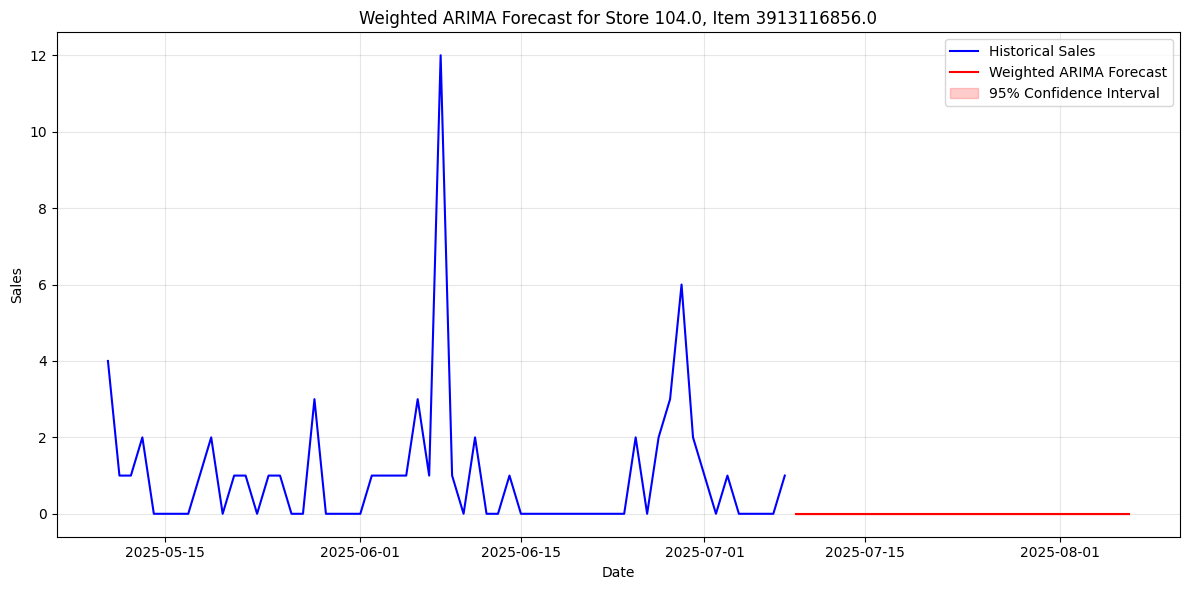 Weighted ARIMA Forecast for Store 104.0, Item 3913116856.0
Historical Sales
Weighted ARIMA Forecast
95% Confidence Interval
12
10
8
6
4
2
0
Sales
2025-05-15 2025-06-01 2025-06-15 2025-07-01 2025-07-15 2025-08-01
Date